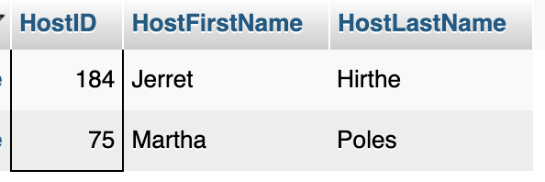 HostID HostFirstName HostLastName
184 Jerret Hirthe
75 Martha Poles